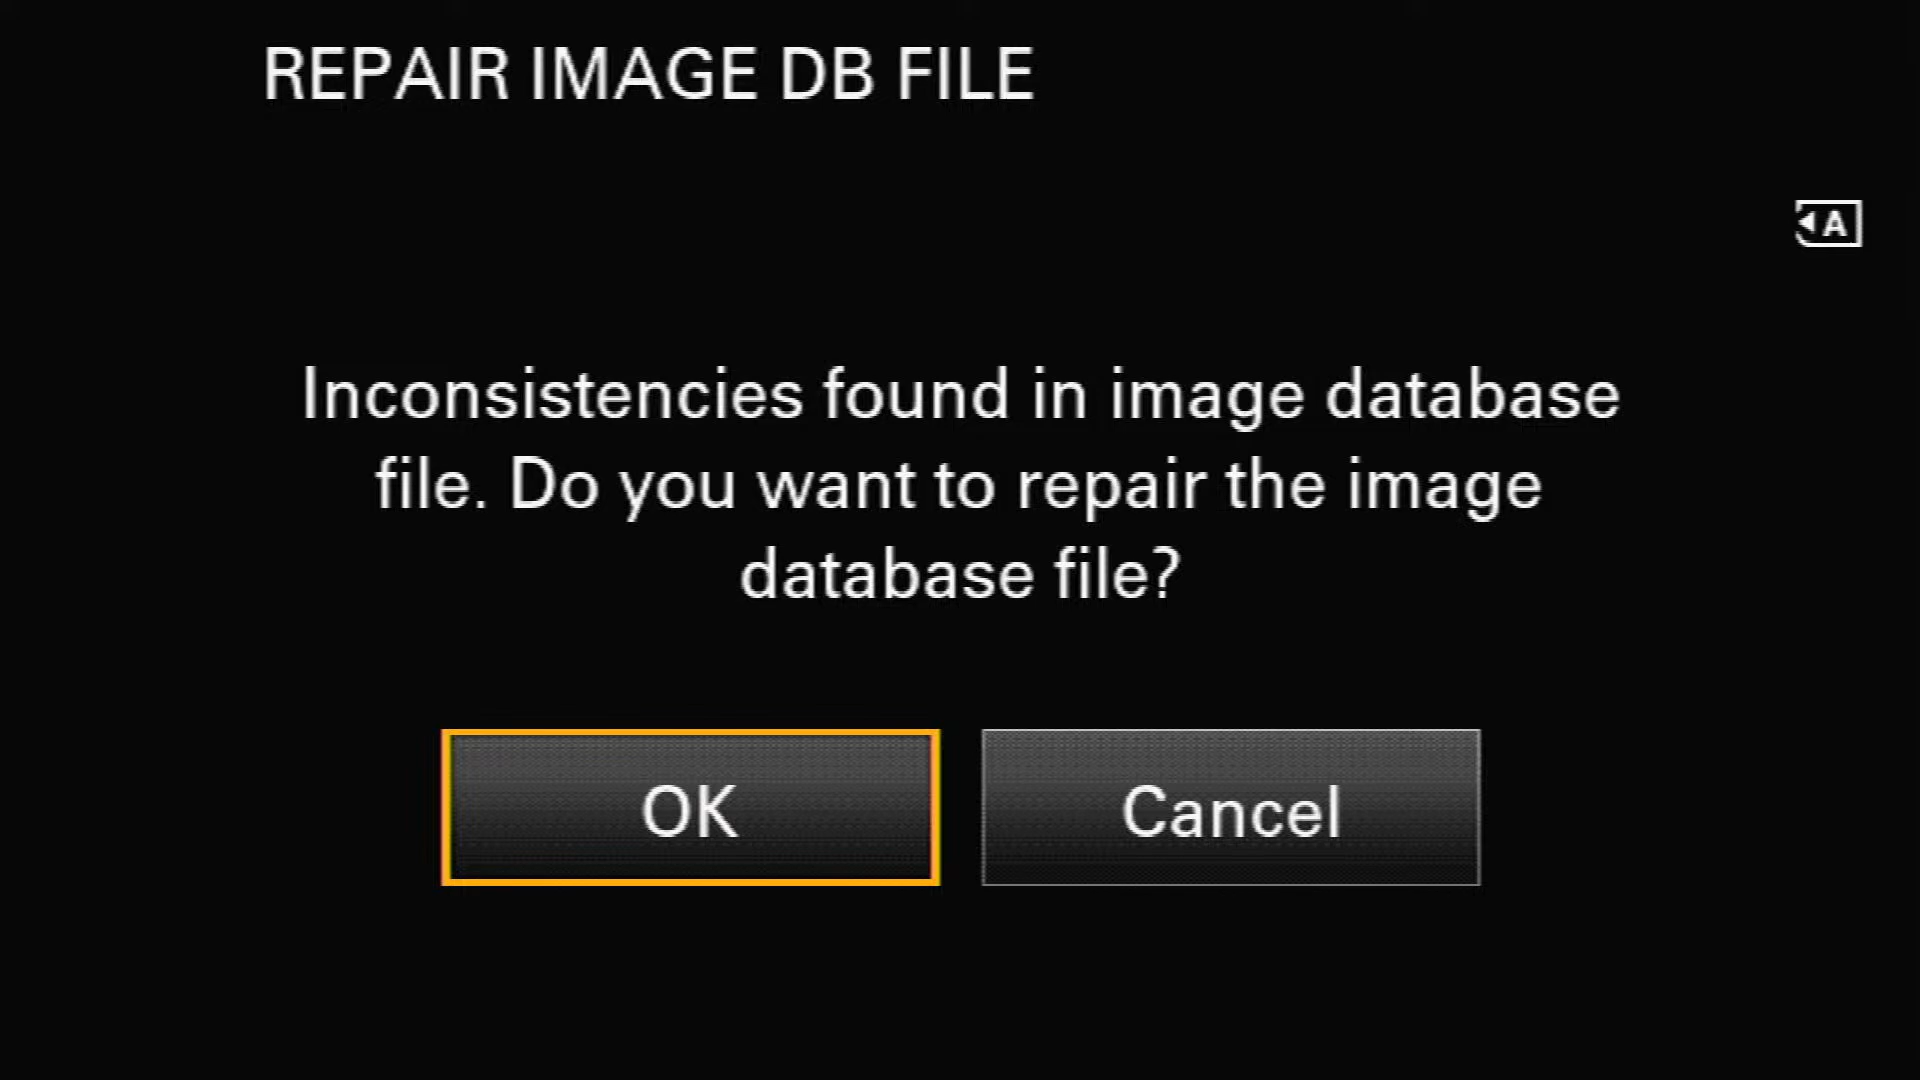 REPAIR IMAGE DB FILE
A
Inconsistencies found in image database
file. Do you want to repair the image
database file?
OK
Cancel